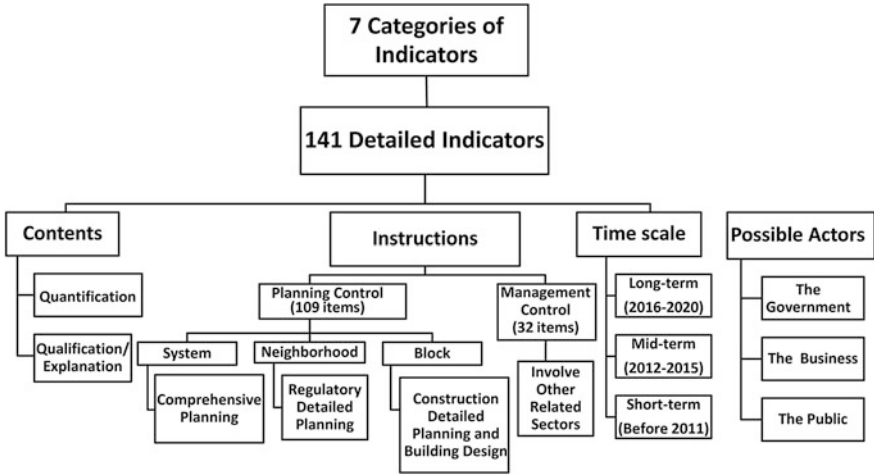 7 Categories of
Indicators
141 Detailed Indicators
Contents
Quantification
Qualification/
Explanation
Instructions
Planning Control
(109 items)
System
Comprehensive
Planning
Neighborhood
Regulatory
Detailed
Planning
Block
Construction
Detailed
Planning and
Building Design
Management
Control
(32 items)
Involve
Other
Related
Sectors
Time scale
Long-term
(2016-2020)
Mid-term
(2012-2015)
Short-term
(Before 2011)
Possible Actors
The
Government
The Business
The Public